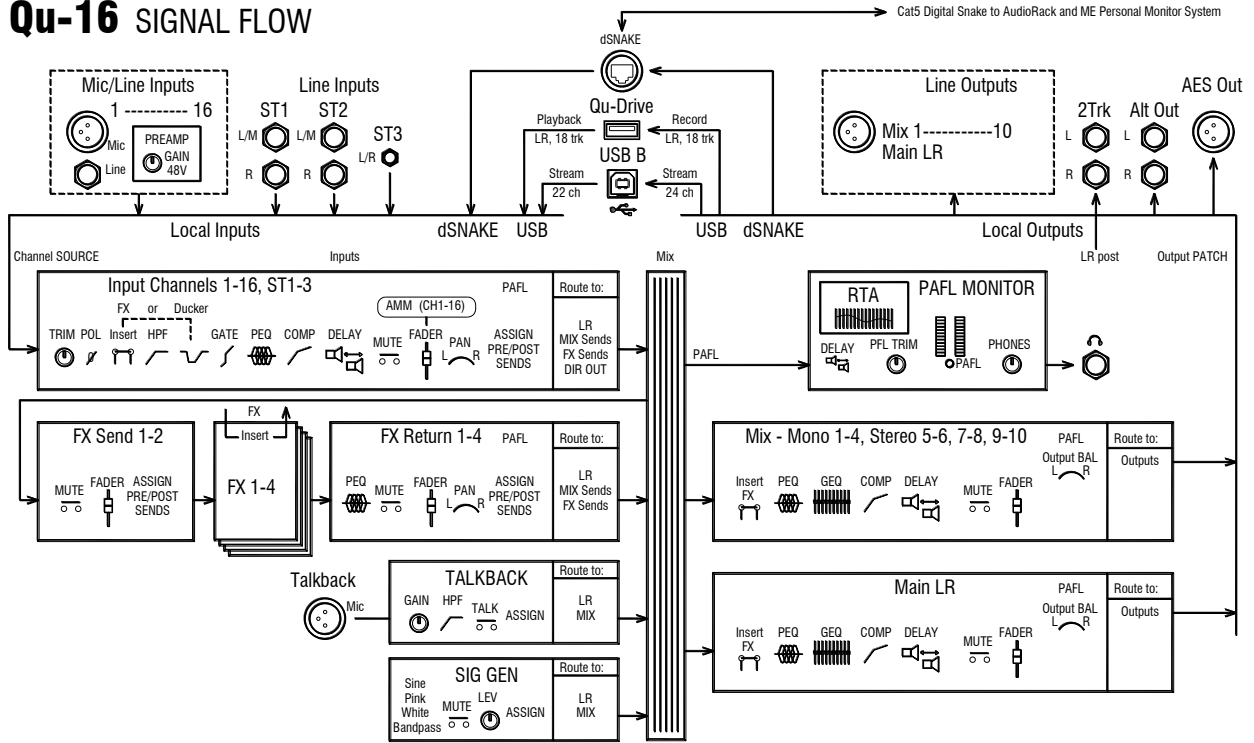 Qu-16 SIGNAL FLOW
Cat5 Digital Snake to AudioRack and ME Personal Monitor System
dSNAKE
Mic/Line Inputs
1 ---------- 16
Mic
Line
PREAMP
GAIN
48V
Line Inputs
ST1
ST2
ST3
L/M
R
L/M
R
L/R
Qu-Drive
Playback
LR, 18 trk
Record
LR, 18 trk
USB B
Stream
22 ch
Stream
24 ch
Line Outputs
Mix 1----------10
Main LR
2Trk
Alt Out
AES Out
L
R
L
R
Local Inputs
dSNAKE
USB
USB
dSNAKE
Local Outputs
Channel SOURCE
Inputs
Mix
LR post
Output PATCH
Input Channels 1-16, ST1-3
PAFL
Route to:
FX or Ducker
AMM (CH1-16)
TRIM
POL
Insert
HPF
GATE
PEQ
COMP
DELAY
MUTE
FADER
PAN
L
R
ASSIGN
PRE/POST
SENDS
LR
MIX Sends
FX Sends
DIR OUT
PAFL
RTA
PAFL MONITOR
DELAY
PFL TRIM
PAFL
PHONES
FX Send 1-2
MUTE
FADER
ASSIGN
PRE/POST
SENDS
FX
Insert
FX 1-4
FX Return 1-4
PAFL
Route to:
PEQ
MUTE
FADER
PAN
L
R
ASSIGN
PRE/POST
SENDS
LR
MIX Sends
FX Sends
Mix - Mono 1-4, Stereo 5-6, 7-8, 9-10
PAFL
Route to:
Outputs
Insert
FX
PEQ
GEQ
COMP
DELAY
MUTE
FADER
Output BAL
L
R
Talkback
Mic
TALKBACK
Route to:
GAIN
HPF
TALK
ASSIGN
LR
MIX
Main LR
PAFL
Route to:
Outputs
Insert
FX
PEQ
GEQ
COMP
DELAY
MUTE
FADER
Output BAL
L
R
SIG GEN
Route to:
Sine
Pink
White
Bandpass
MUTE
LEV
ASSIGN
LR
MIX